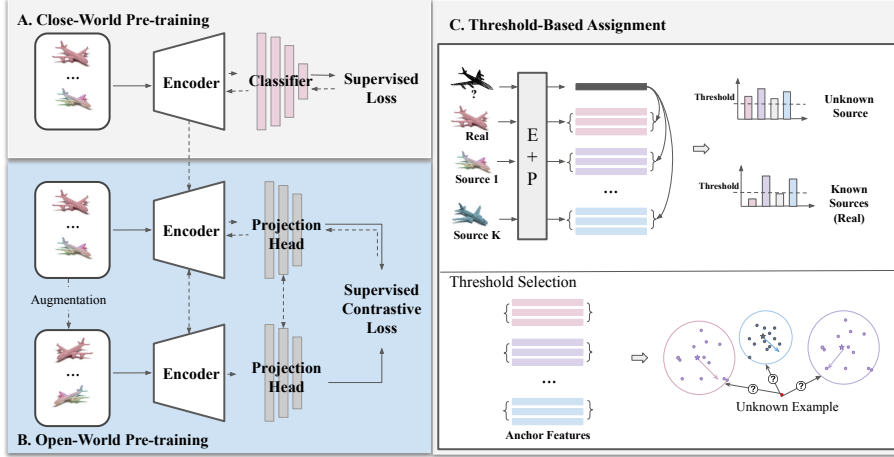 A. Close-World Pre-training
...
Encoder
Classifier
Supervised
Loss
...
Encoder
Projection
Head
Augmentation
Supervised
Contrastive
Loss
...
Encoder
Projection
Head
B. Open-World Pre-training
C. Threshold-Based Assignment
?
Real
Source 1
...
Source K
E + P
Threshold
Unknown
Source
Threshold
Known
Sources
(Real)
Threshold Selection
...
Anchor Features
?
?
?
Unknown Example